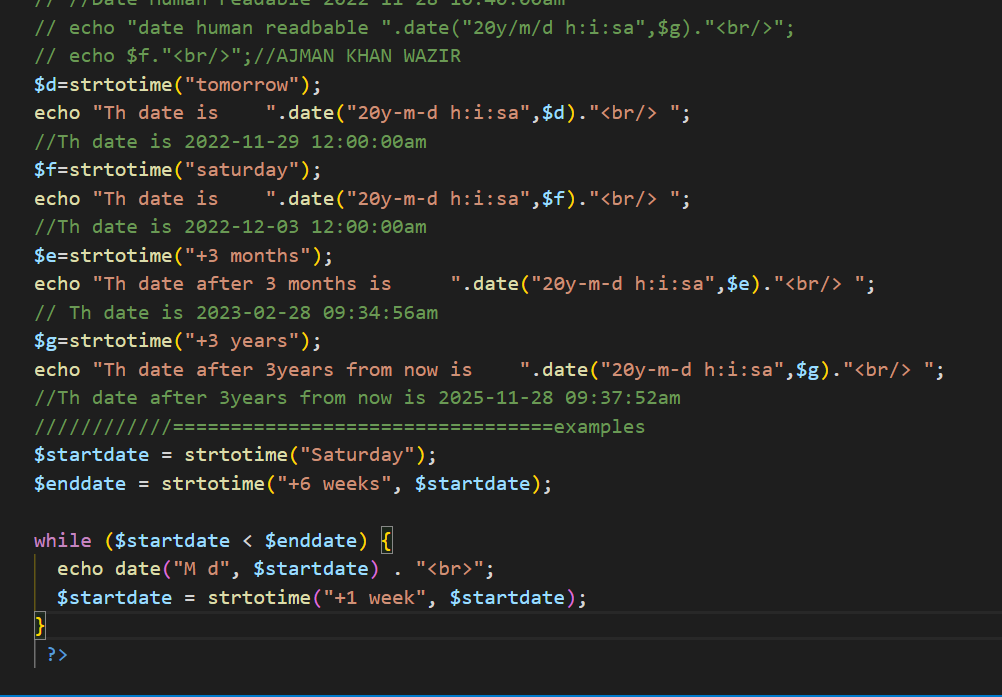 // //Date Human readable 2022-11-28 10:40:00am
// echo "date human readbable ".date("20y/m/d h:i:sa",$g)."<br/>";
// echo $f."<br/>";//AJMAN KHAN WAZIR
$d=strtotime("tomorrow");
echo "Th date is    ".date("20y-m-d h:i:sa",$d)."<br/> ";
//Th date is 2022-11-29 12:00:00am
$f=strtotime("saturday");
echo "Th date is    ".date("20y-m-d h:i:sa",$f)."<br/> ";
//Th date is 2022-12-03 12:00:00am
$e=strtotime("+3 months");
echo "Th date after 3 months is     ".date("20y-m-d h:i:sa",$e)."<br/> ";
// Th date is 2023-02-28 09:34:56am
$g=strtotime("+3 years");
echo "Th date after 3years from now is    ".date("20y-m-d h:i:sa",$g)."<br/> ";
//Th date after 3years from now is 2025-11-28 09:37:52am
////////////=================================examples
$startdate = strtotime("Saturday");
$enddate = strtotime("+6 weeks", $startdate);

while ($startdate < $enddate) {
  echo date("M d", $startdate) . "<br>";
  $startdate = strtotime("+1 week", $startdate);
}
 ?>